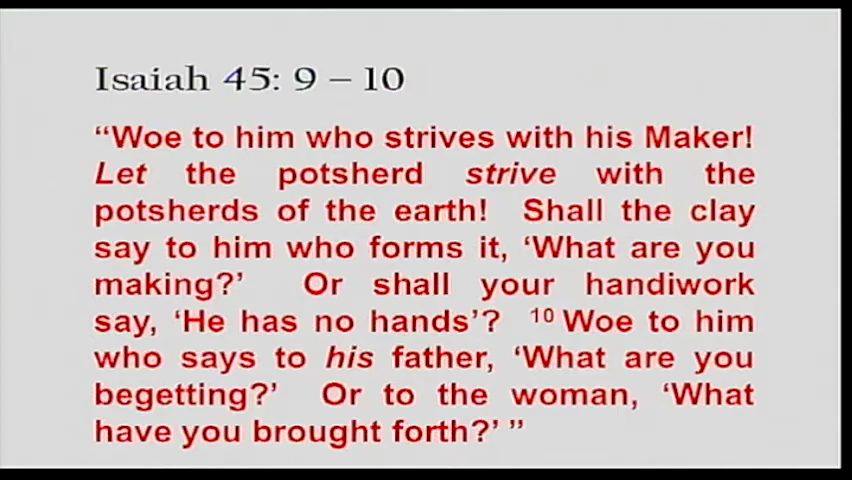 Isaiah 45: 9 – 10
“Woe to him who strives with his Maker!
Let the potsherd strive with the
potsherds of the earth! Shall the clay
say to him who forms it, ‘What are you
making?’ Or shall your handiwork
say, ‘He has no hands’? ¹⁰ Woe to him
who says to his father, ‘What are you
begetting?’ Or to the woman, ‘What
have you brought forth?’ ”